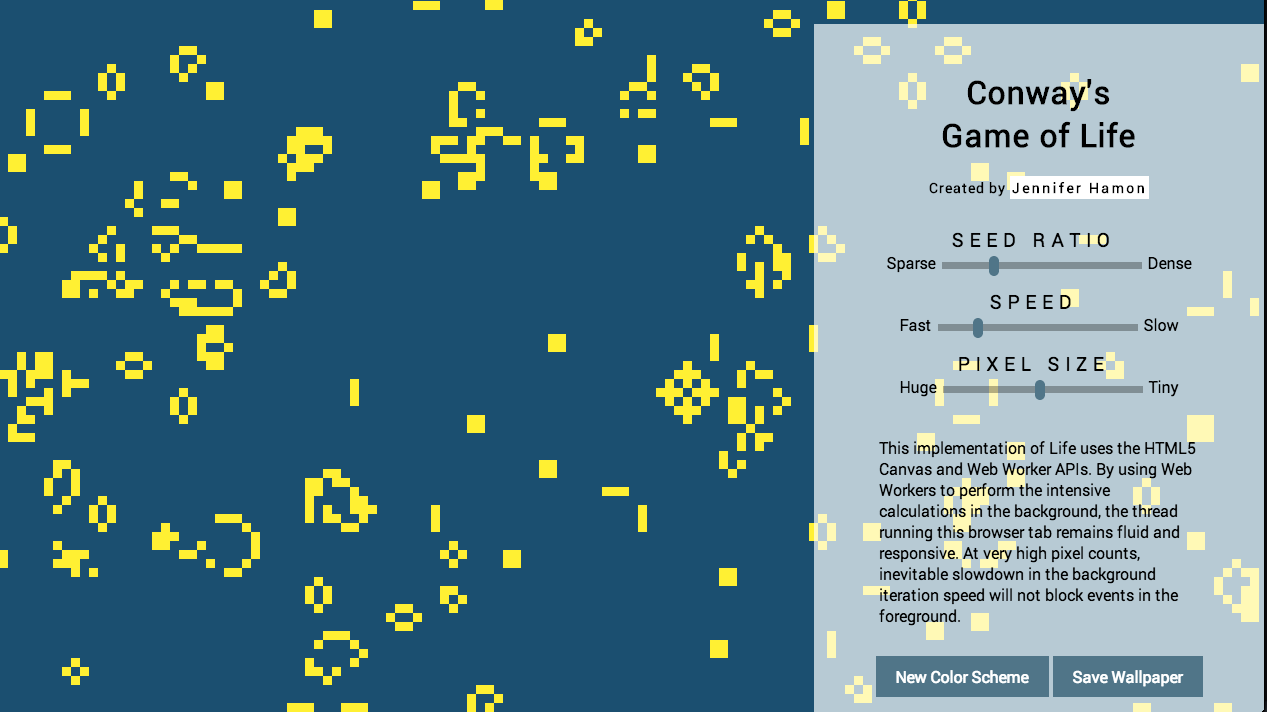 Conway's
Game of Life
Created by Jennifer Hamon
SEED RATIO
Sparse Dense
SPEED
Fast Slow
PIXEL SIZE
Huge Tiny
This implementation of Life uses the HTML5
Canvas and Web Worker APIs. By using Web
Workers to perform the intensive
calculations in the background, the thread
running this browser tab remains fluid and
responsive. At very high pixel counts,
inevitable slowdown in the background
iteration speed will not block events in the
foreground.
New Color Scheme Save Wallpaper